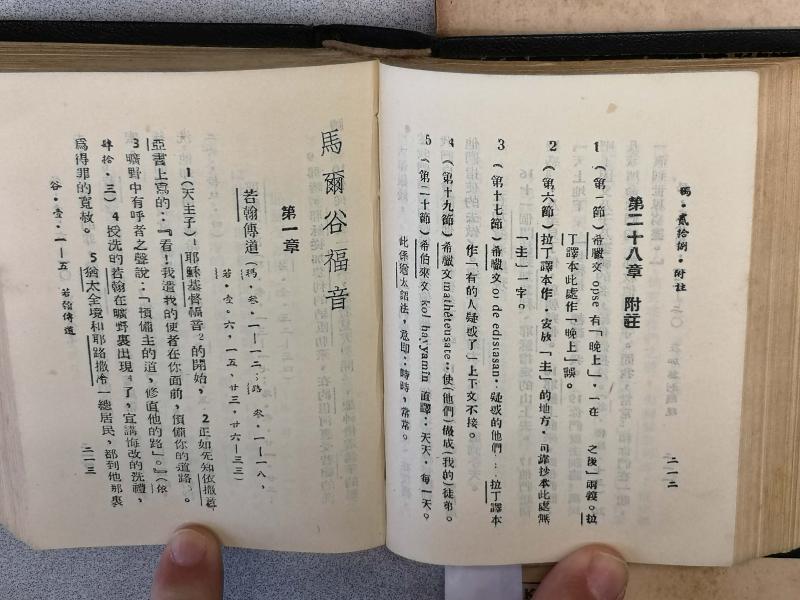 瑪・貳拾捌・附註
二一二
第二十八章 附註
1 (第一節) 希臘文 opse 有「晚上」,「在 之後」兩義。拉
丁譯本此處作「晚上」誤。
2 (第六節) 拉丁譯本作・安放「主」的地方・可靠抄本此處無
「主」一字。
3 (第十七節) 希臘文 oi de edistasan・疑惑的他們:拉丁譯本
作「有的人疑惑了」上下文不接。
4 (第十九節) 希臘文 mathêteusate:使(他們)做成(我的)徒弟。
5 (第二十節) 希伯來文 kol hayyamin 直譯:天天,每一天。
此係猶太語法,意即:時時,常常。
馬爾谷福音
第一章
若翰傳道 (瑪・叁・一—一二;路・叁・一—一八,
若・壹・六,一五,廿三,廿六—三三)
1(天主子)耶穌基督福音2的開始, 2正如先知依撒意
亞書上寫的:『看!我遣我的使者在你面前,預備你的道路。
3曠野中有呼者之聲說:「預備主的道,修直他的路」。』(依
肆拾・三) 4授洗的若翰在曠野裏出現4了,宣講悔改的洗禮,
爲得罪的寬赦。 5猶太全境和耶路撒冷一總居民,都到他那裏
谷・壹・1—5 若翰傳道
二一三